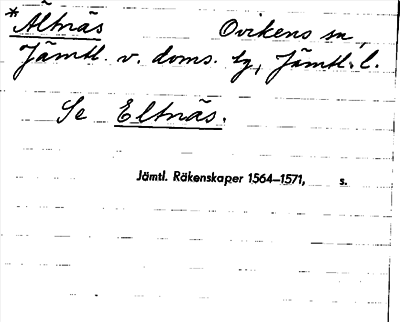 *Ältnäs Ovikens sn,
Jämtl. v. doms. tg, Jämtl. l.
Se Eltnäs.
Jämtl. Räkenskaper 1564—1571, s.